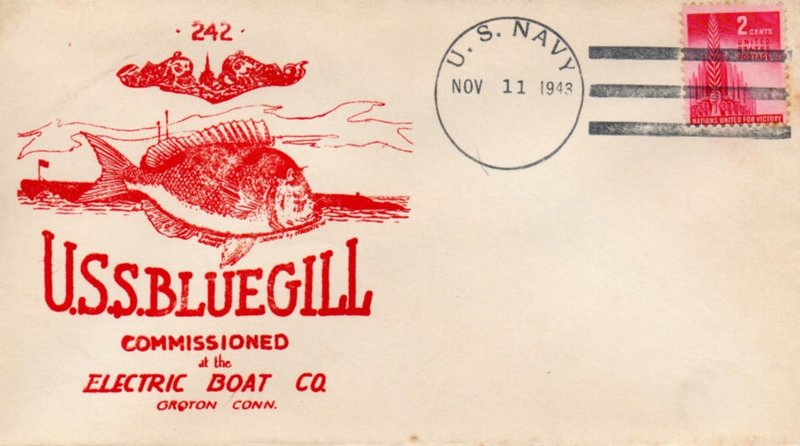 · 242 ·
U.S.S. BLUEGILL
COMMISSIONED
at the
ELECTRIC BOAT CO.
GROTON CONN.
U. S. NAVY
NOV 11 1943
2 CENTS
UNITED
STATES
POSTAGE
NATIONS UNITED FOR VICTORY